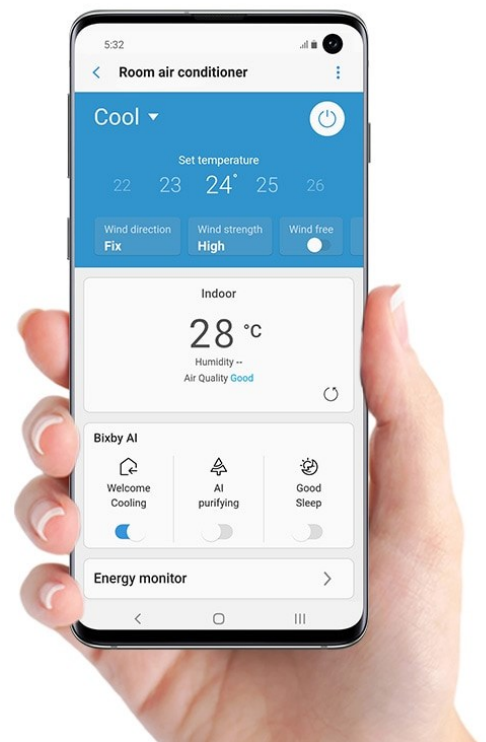 5:32
Room air conditioner
Cool
Set temperature
22 23 24° 25 26
Wind direction Wind strength Wind free
Fix High
Indoor
28 °C
Humidity --
Air Quality Good
Bixby AI
Welcome AI Good
Cooling purifying Sleep
Energy monitor